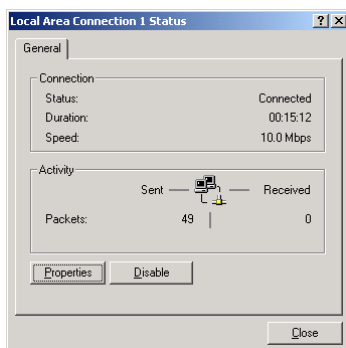 Local Area Connection 1 Status
General
Connection
Status: Connected
Duration: 00:15:12
Speed: 10.0 Mbps
Activity
Sent Received
Packets: 49 0
Properties Disable
Close